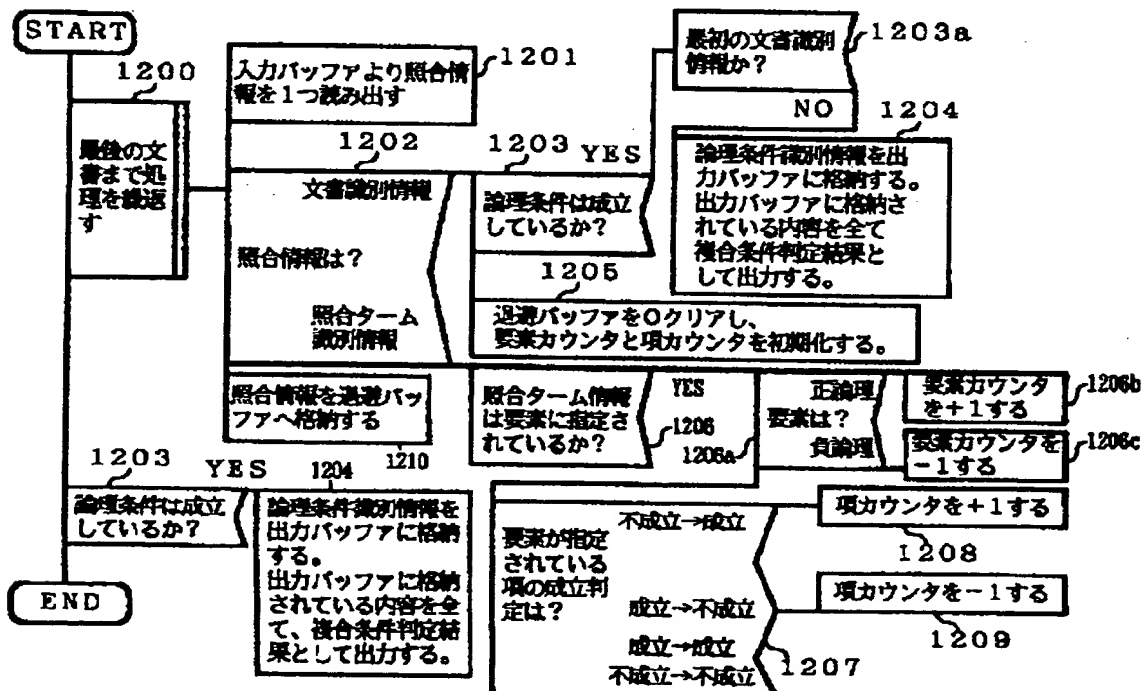 START
1200
最後の文
書まで処
理を繰返
す
1201
入力バッファより照合情
報を1つ読み出す
1202
文書識別情報
照合情報は?
照合ターム
識別情報
1203
YES
論理条件は成立
しているか?
最初の文書識別
情報か?
1203a
NO
1204
論理条件識別情報を出
力バッファに格納する。
出力バッファに格納さ
れている内容を全て
複合条件判定結果と
して出力する。
1205
退避バッファを0クリアし、
要素カウンタと項カウンタを初期化する。
照合情報を退避バッ
ファへ格納する
1210
照合ターム情報
は要素に指定さ
れているか?
YES
1206
1206a
正論理
要素は?
負論理
要素カウンタ
を+1する
1206b
要素カウンタを
-1する
1206c
1203
YES
論理条件は成立
しているか?
1204
論理条件識別情報を
出力バッファに格納
する。
出力バッファに格納
されている内容を全
て、複合条件判定結
果として出力する。
要素が指定
されている
項の成立判
定は?
不成立→成立
成立→不成立
成立→成立
不成立→不成立
1207
項カウンタを+1する
1208
項カウンタを-1する
1209
END